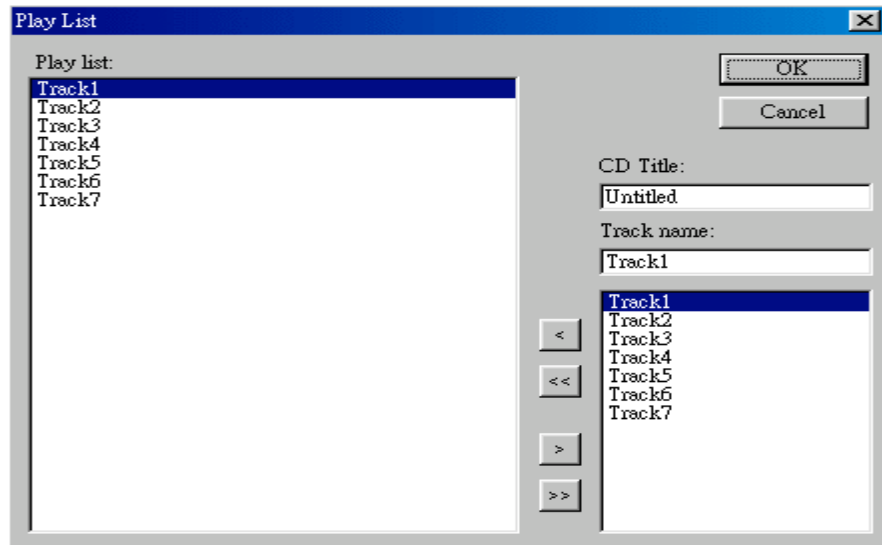 Play List
Play list:
Track1
Track2
Track3
Track4
Track5
Track6
Track7
OK
Cancel
CD Title:
Untitled
Track name:
Track1
Track1
Track2
Track3
Track4
Track5
Track6
Track7
<
<<
>
>>